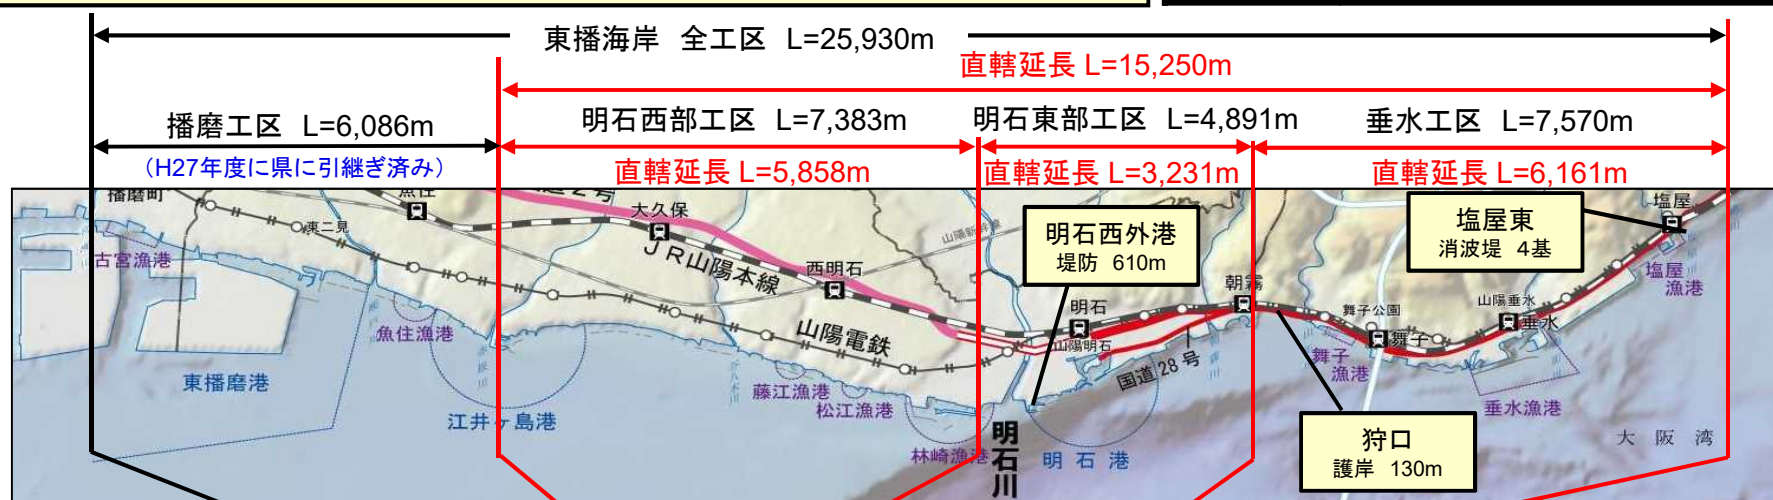 東播海岸 全工区 L=25,930m
直轄延長 L=15,250m
播磨工区 L=6,086m
明石西部工区 L=7,383m
明石東部工区 L=4,891m
垂水工区 L=7,570m
(H27年度に県に引継ぎ済み)
直轄延長 L=5,858m
直轄延長 L=3,231m
直轄延長 L=6,161m
播磨町
魚住
東二見
大久保
2号
JR山陽本線
山陽新幹線
西明石
山陽電鉄
明石
山陽明石
朝霧
舞子公園
舞子
山陽垂水
垂水
塩屋
明石西外港
堤防 610m
塩屋東
消波堤 4基
狩口
護岸 130m
国道28号
古宮漁港
魚住漁港
東播磨港
江井ヶ島港
藤江漁港
松江漁港
林崎漁港
明石川
明石港
舞子漁港
垂水漁港
塩屋漁港
大阪湾